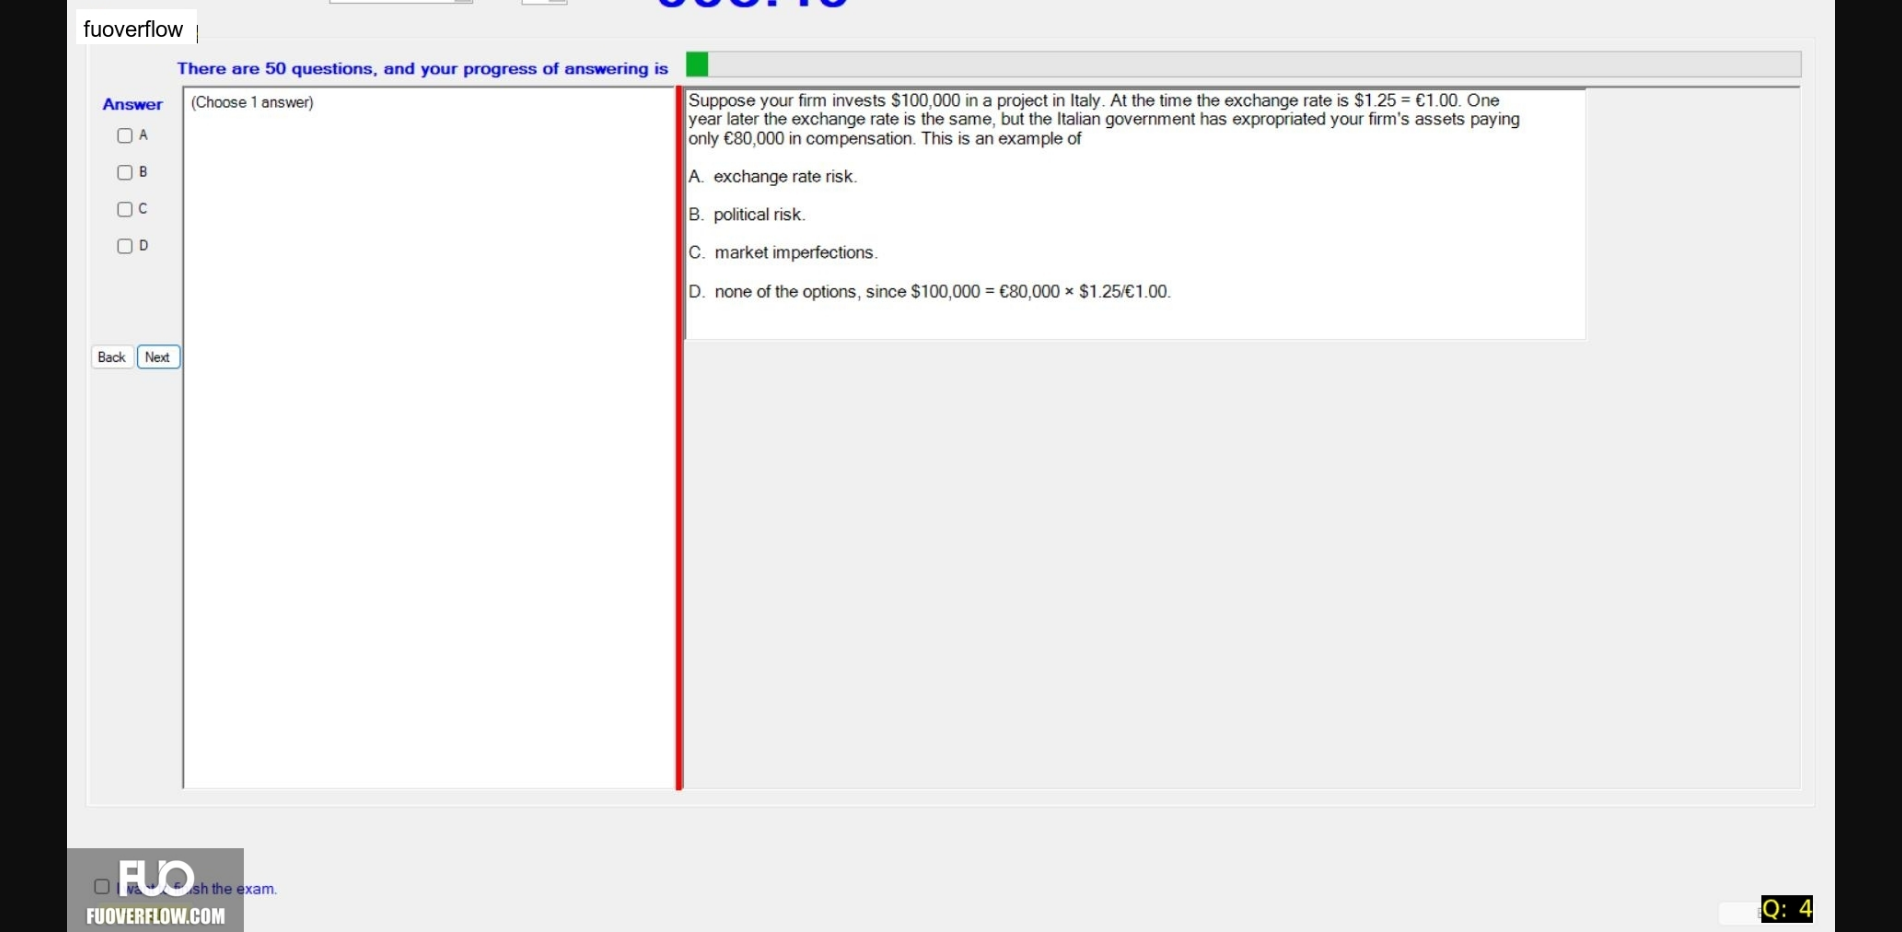 fuoverflow
There are 50 questions, and your progress of answering is
Answer
(Choose 1 answer)
A
B
C
D
Back Next
Suppose your firm invests $100,000 in a project in Italy. At the time the exchange rate is $1.25 = €1.00. One
year later the exchange rate is the same, but the Italian government has expropriated your firm's assets paying
only €80,000 in compensation. This is an example of
A. exchange rate risk.
B. political risk.
C. market imperfections.
D. none of the options, since $100,000 = €80,000 × $1.25/€1.00.
the exam.
FUO
FUOVERFLOW.COM
Q: 4